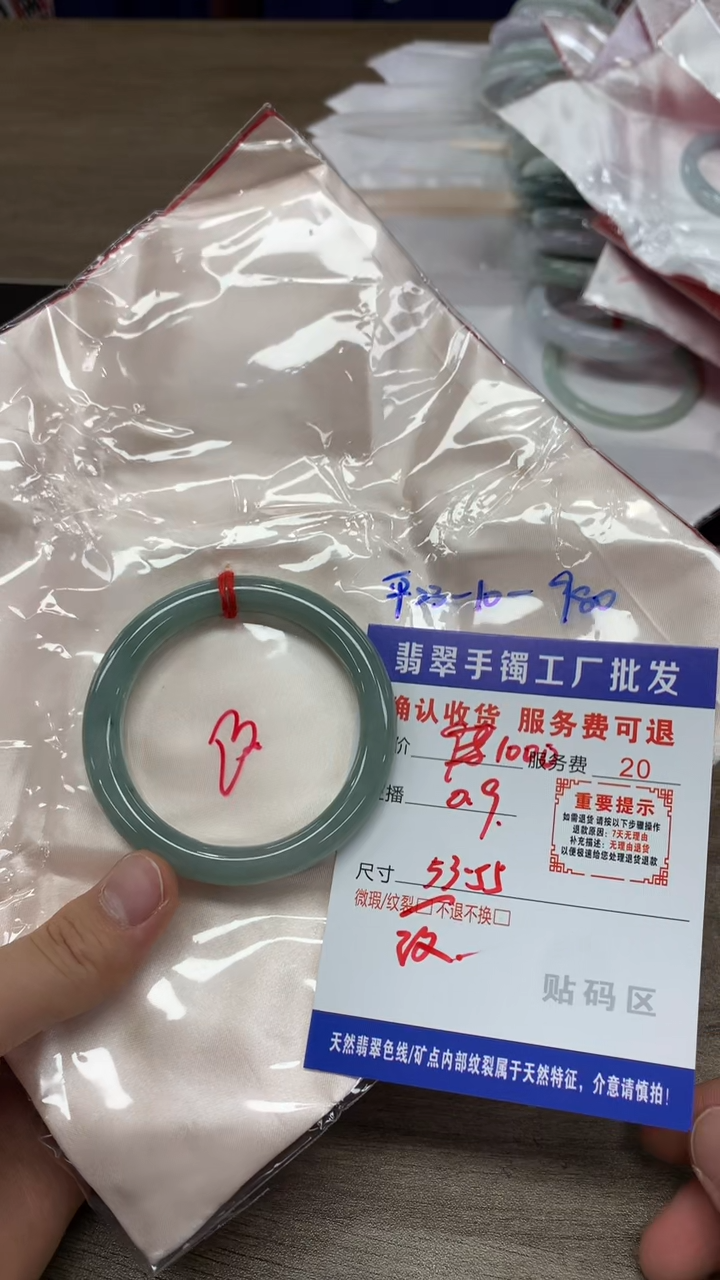 平23-10-980
翡翠手镯工厂批发
确认收货 服务费可退
价 1000 服务费 20
播 a9.
重要提示
如需退货 请按以下步骤操作
退款原因：7天无理由
补充描述：无理由退货
以便极速给您处理退货退款
尺寸 53-55
微瑕/纹裂□ 不退不换□
贴码区
天然翡翠色线/矿点内部纹裂属于天然特征，介意请慎拍！